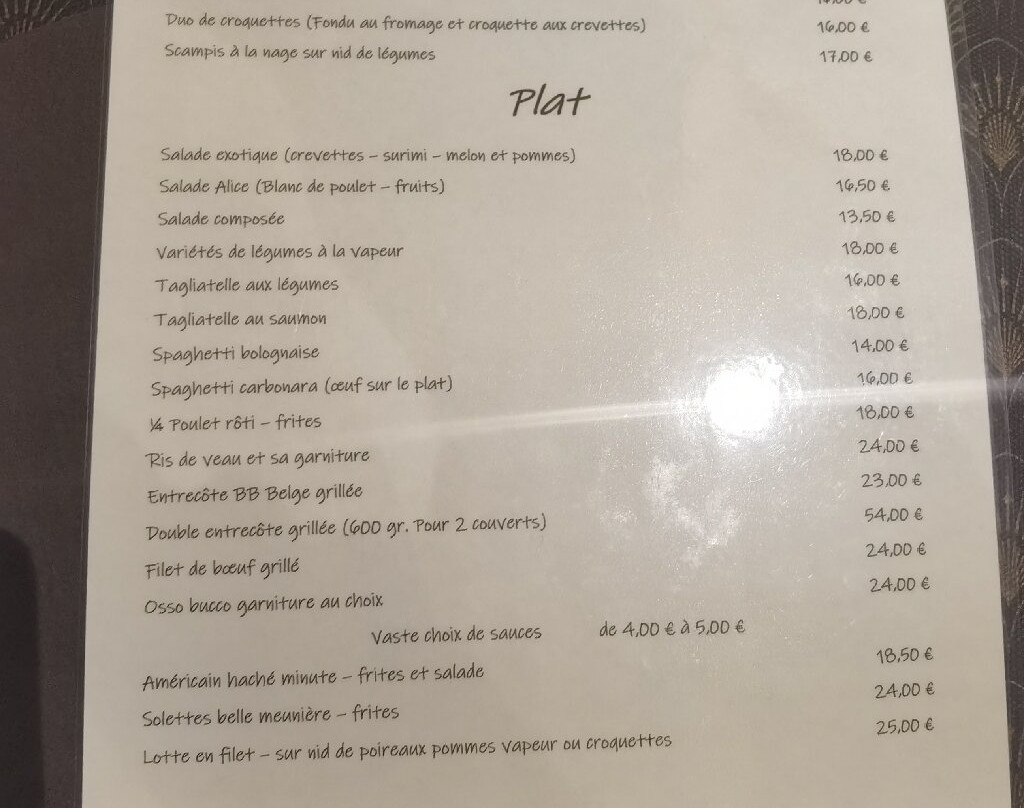 Duo de croquettes (Fondu au fromage et croquette aux crevettes) 16,00 €
Scampis à la nage sur nid de légumes 17,00 €
Plat
Salade exotique (crevettes – surimi – melon et pommes) 18,00 €
Salade Alice (Blanc de poulet – fruits) 16,50 €
Salade composée 13,50 €
Variétés de légumes à la vapeur 18,00 €
Tagliatelle aux légumes 16,00 €
Tagliatelle au saumon 18,00 €
Spaghetti bolognaise 14,00 €
Spaghetti carbonara (œuf sur le plat) 16,00 €
¼ Poulet rôti – frites 18,00 €
Ris de veau et sa garniture 24,00 €
Entrecôte BB Belge grillée 23,00 €
Double entrecôte grillée (600 gr. Pour 2 couverts) 54,00 €
Filet de bœuf grillé 24,00 €
Osso bucco garniture au choix 24,00 €
Vaste choix de sauces de 4,00 € à 5,00 €
Américain haché minute – frites et salade 18,50 €
Solettes belle meunière – frites 24,00 €
Lotte en filet – sur nid de poireaux pommes vapeur ou croquettes 25,00 €